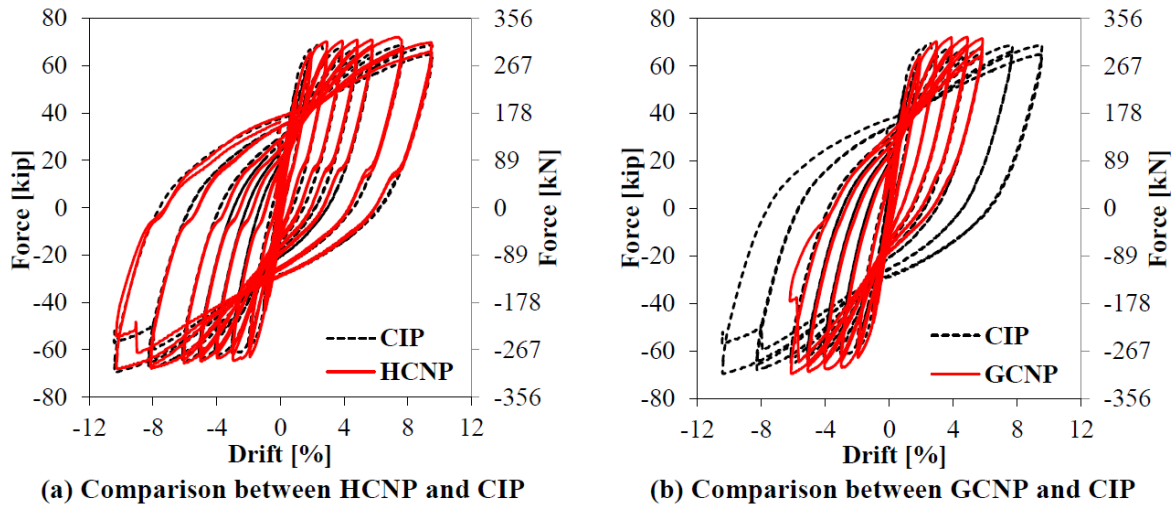 80
60
40
20
0
-20
-40
-60
-80
Force [kip]
356
267
178
89
0
-89
-178
-267
-356
Force [kN]
-12 -8 -4 0 4 8 12
Drift [%]
CIP
HCNP
(a) Comparison between HCNP and CIP
80
60
40
20
0
-20
-40
-60
-80
Force [kip]
356
267
178
89
0
-89
-178
-267
-356
Force [kN]
-12 -8 -4 0 4 8 12
Drift [%]
CIP
GCNP
(b) Comparison between GCNP and CIP